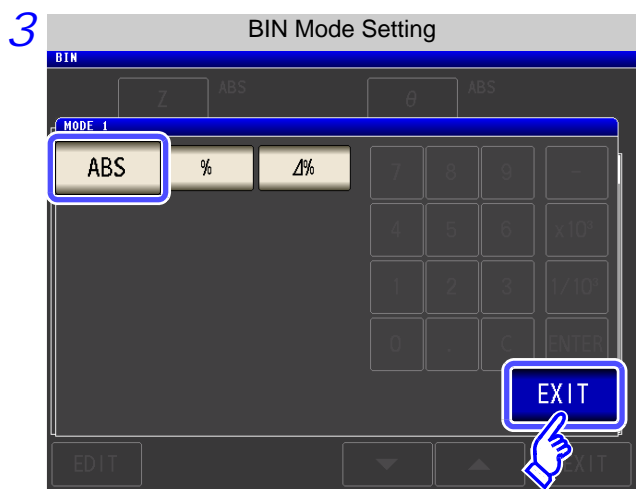 3
BIN Mode Setting
BIN
Z ABS θ ABS
MODE 1
ABS % Δ% 7 8 9 −
4 5 6
1 2 3
0 . C ENTER
EXIT
EDIT ▼ ▲ EXIT